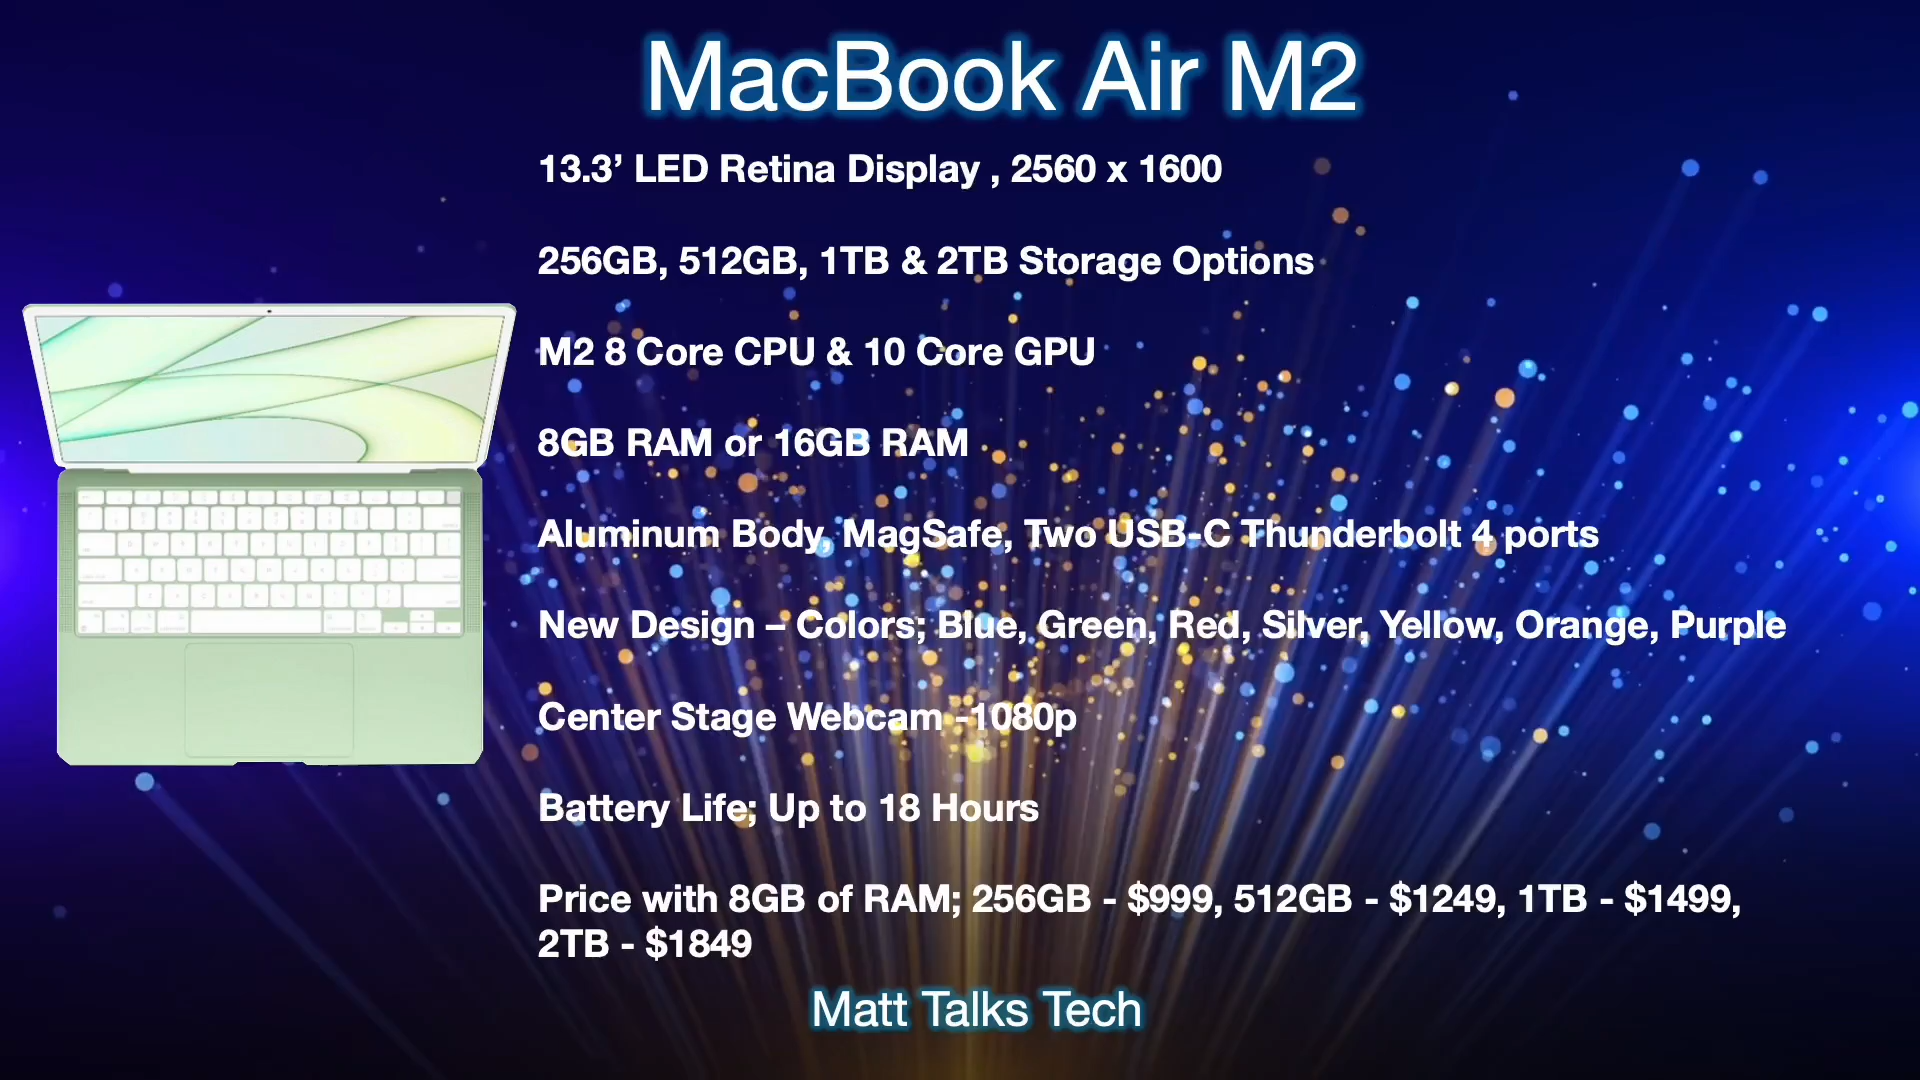 MacBook Air M2
13.3’ LED Retina Display , 2560 x 1600
256GB, 512GB, 1TB & 2TB Storage Options
M2 8 Core CPU & 10 Core GPU
8GB RAM or 16GB RAM
Aluminum Body, MagSafe, Two USB-C Thunderbolt 4 ports
New Design – Colors; Blue, Green, Red, Silver, Yellow, Orange, Purple
Center Stage Webcam -1080p
Battery Life; Up to 18 Hours
Price with 8GB of RAM; 256GB - $999, 512GB - $1249, 1TB - $1499,
2TB - $1849
Matt Talks Tech